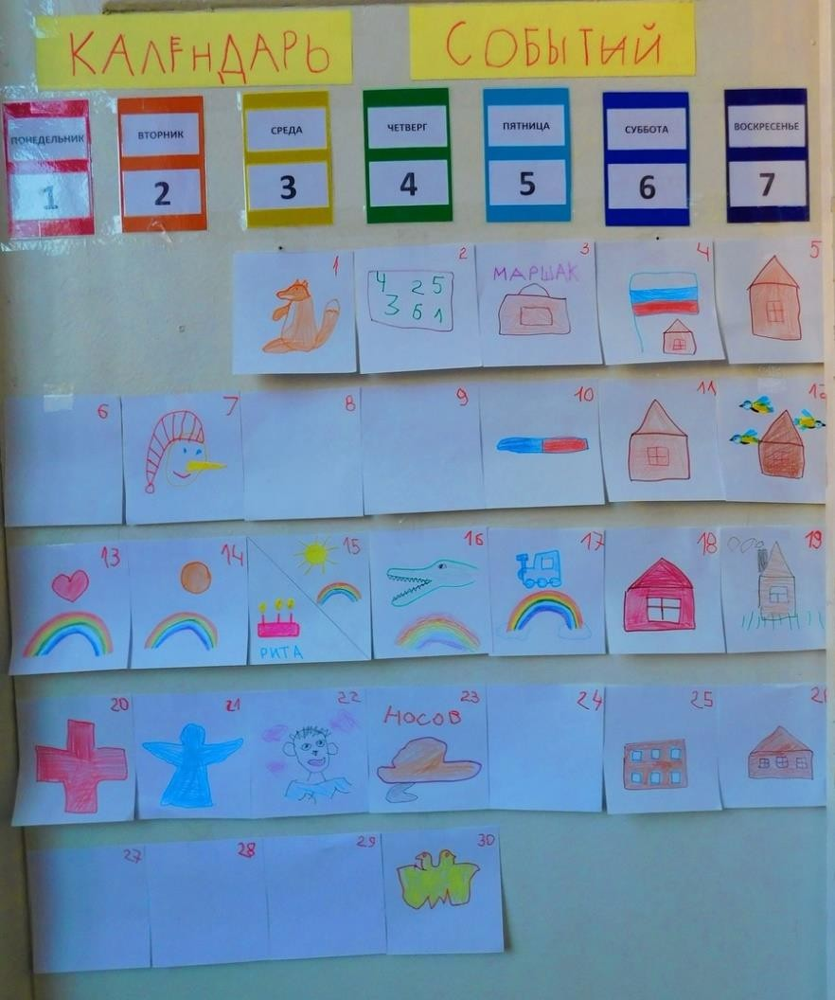 КАЛЕНДАРЬ СОБЫТИЙ
ПОНЕДЕЛЬНИК ВТОРНИК СРЕДА ЧЕТВЕРГ ПЯТНИЦА СУББОТА ВОСКРЕСЕНЬЕ
1 2 3 4 5 6 7
1 2 3 4 5
4 2 5
3 6 1
МАРШАК
6 7 8 9 10 11 12
13 14 15 16 17 18 19
РИТА
20 21 22 23 24 25 26
НОСОВ
27 28 29 30